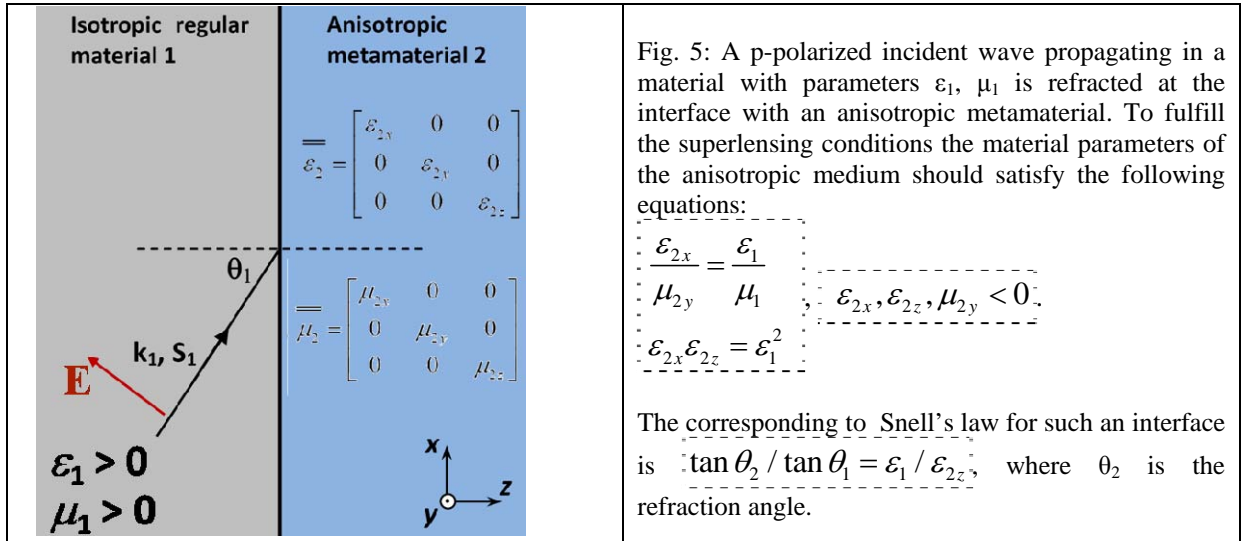 Isotropic regular
material 1
Anisotropic
metamaterial 2
ε₂ = [ε₂ₓ 0 0
0 ε₂ᵧ 0
0 0 ε₂z]
θ₁
μ₂ = [μ₂ₓ 0 0
0 μ₂ᵧ 0
0 0 μ₂z]
k₁, S₁
E
ε₁ > 0
μ₁ > 0
x
z
y
Fig. 5: A p-polarized incident wave propagating in a
material with parameters ε₁, μ₁ is refracted at the
interface with an anisotropic metamaterial. To fulfill
the superlensing conditions the material parameters of
the anisotropic medium should satisfy the following
equations:
ε₂ₓ/μ₂ᵧ = ε₁/μ₁
, ε₂ₓ, ε₂z, μ₂ᵧ < 0.
ε₂ₓε₂z = ε₁²
The corresponding to Snell’s law for such an interface
is tan θ₂ / tan θ₁ = ε₁ / ε₂z, where θ₂ is the
refraction angle.